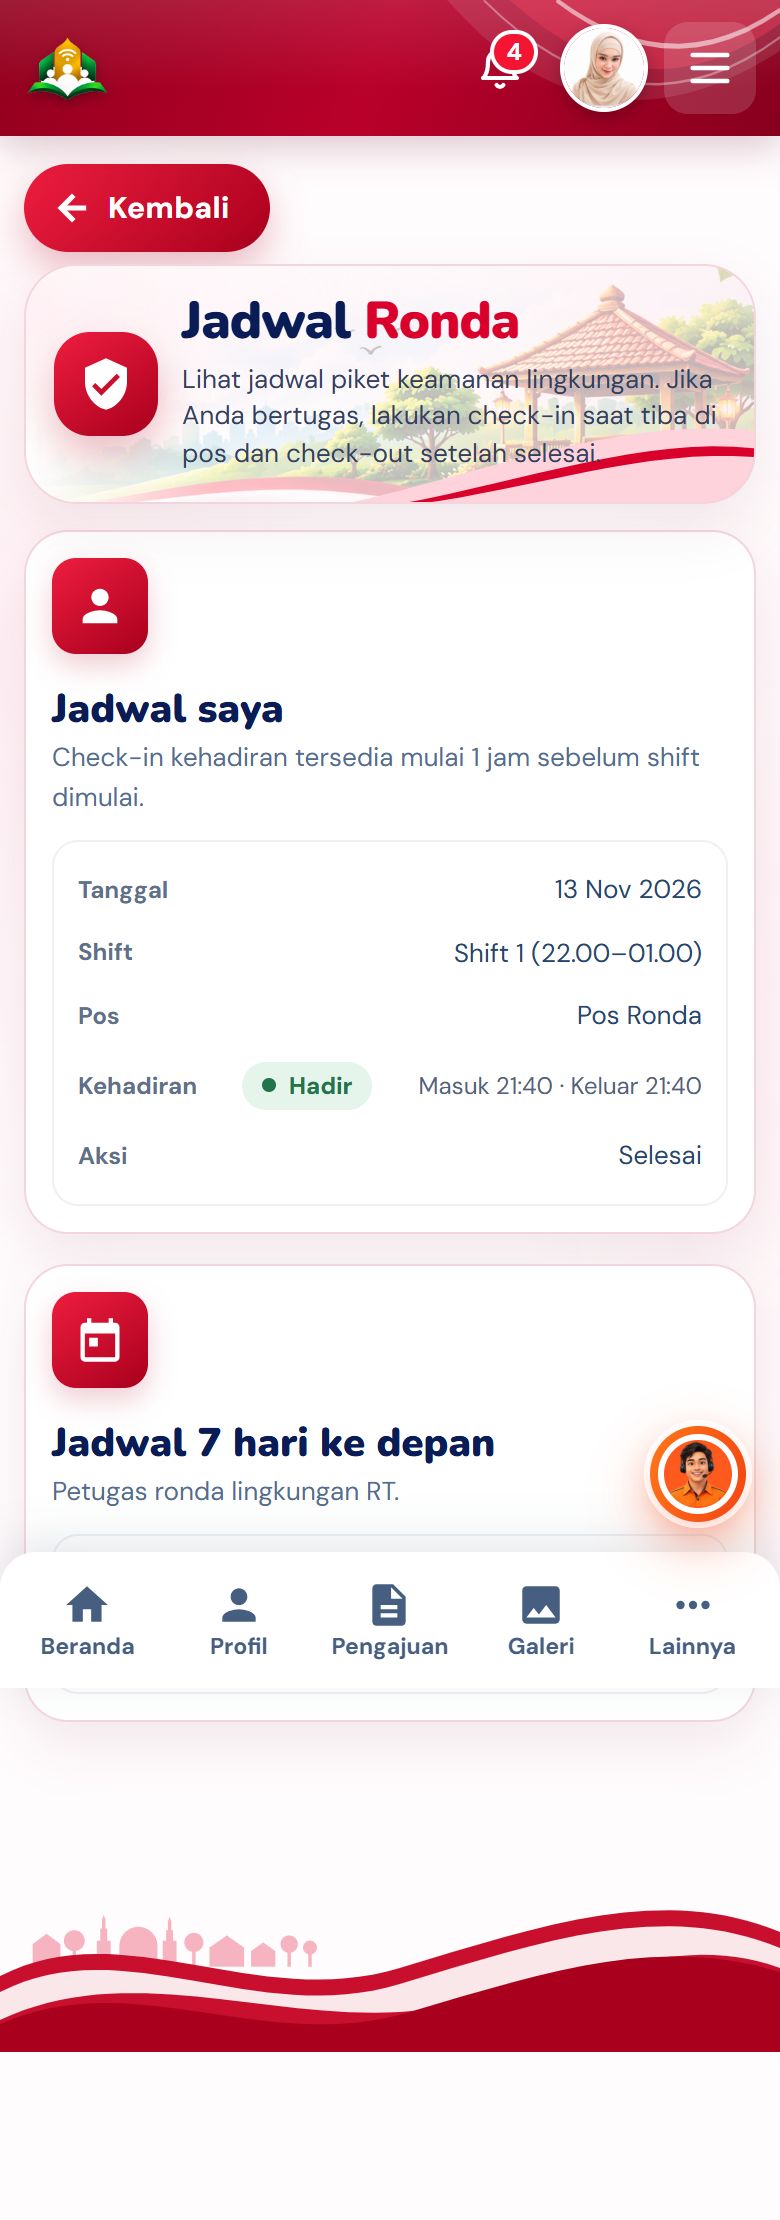 4
Kembali
Jadwal Ronda
Lihat jadwal piket keamanan lingkungan. Jika
Anda bertugas, lakukan check-in saat tiba di
pos dan check-out setelah selesai.
Jadwal saya
Check-in kehadiran tersedia mulai 1 jam sebelum shift
dimulai.
Tanggal 13 Nov 2026
Shift Shift 1 (22.00–01.00)
Pos Pos Ronda
Kehadiran Hadir Masuk 21:40 · Keluar 21:40
Aksi Selesai
Jadwal 7 hari ke depan
Petugas ronda lingkungan RT.
Beranda Profil Pengajuan Galeri Lainnya